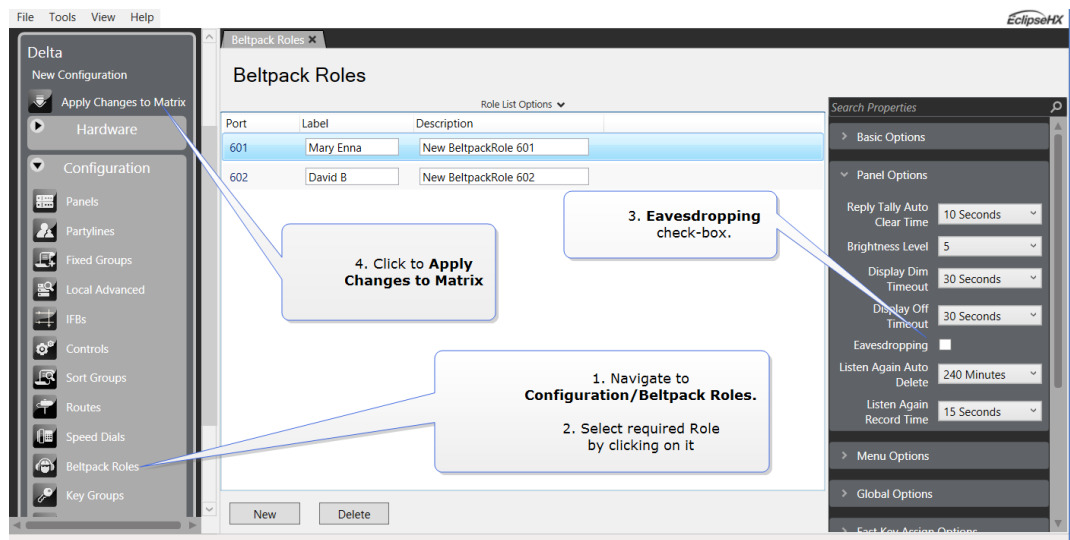 File Tools View Help
EclipseHX
Delta
New Configuration
Apply Changes to Matrix
Hardware
Configuration
Panels
Partylines
Fixed Groups
Local Advanced
IFBs
Controls
Sort Groups
Routes
Speed Dials
Beltpack Roles
Key Groups
Beltpack Roles
Beltpack Roles
Role List Options
Port Label Description
601 Mary Enna New BeltpackRole 601
602 David B New BeltpackRole 602
3. Eavesdropping
check-box.
4. Click to Apply
Changes to Matrix
1. Navigate to
Configuration/Beltpack Roles.
2. Select required Role
by clicking on it
New Delete
Search Properties
Basic Options
Panel Options
Reply Tally Auto
Clear Time 10 Seconds
Brightness Level 5
Display Dim
Timeout 30 Seconds
Display Off
Timeout 30 Seconds
Eavesdropping
Listen Again Auto
Delete 240 Minutes
Listen Again
Record Time 15 Seconds
Menu Options
Global Options
Fast Key Assign Options